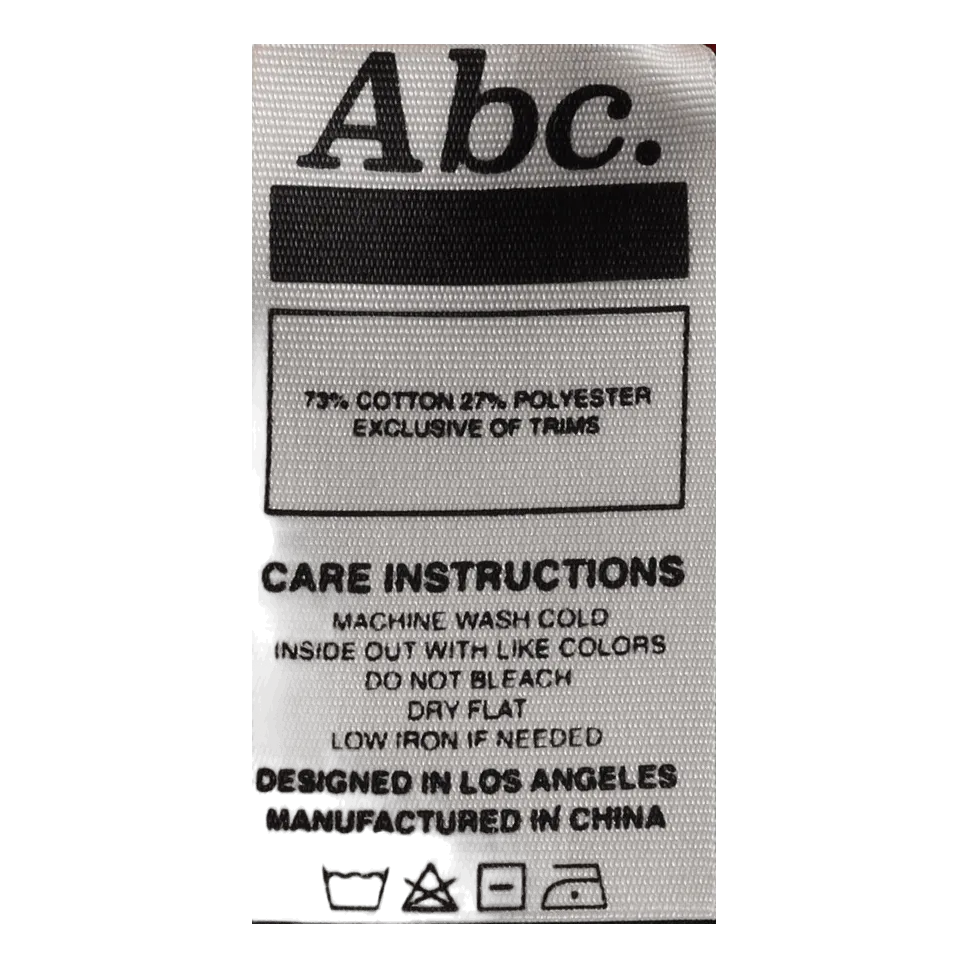 Abc.
73% COTTON 27% POLYESTER
EXCLUSIVE OF TRIMS
CARE INSTRUCTIONS
MACHINE WASH COLD
INSIDE OUT WITH LIKE COLORS
DO NOT BLEACH
DRY FLAT
LOW IRON IF NEEDED
DESIGNED IN LOS ANGELES
MANUFACTURED IN CHINA